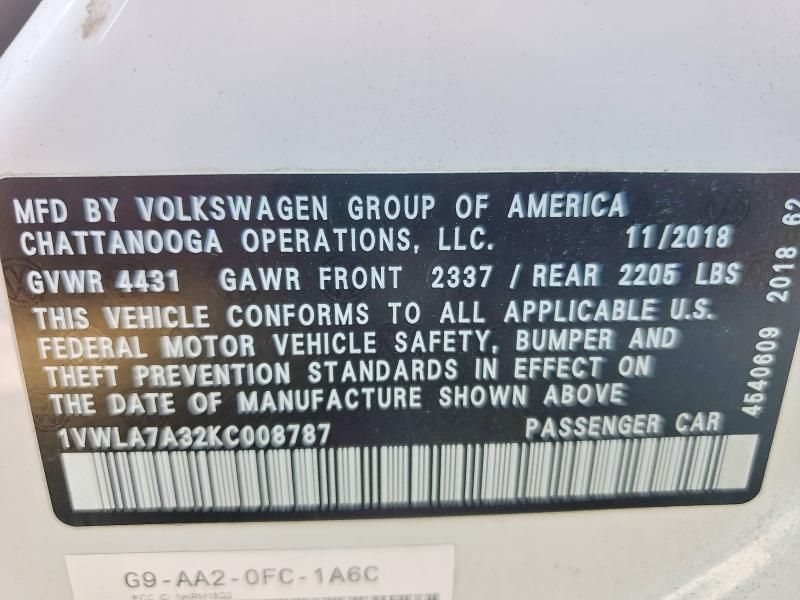 MFD BY VOLKSWAGEN GROUP OF AMERICA
CHATTANOOGA OPERATIONS, LLC. 11/2018
GVWR 4431 GAWR FRONT 2337 / REAR 2205 LBS
THIS VEHICLE CONFORMS TO ALL APPLICABLE U.S.
FEDERAL MOTOR VEHICLE SAFETY, BUMPER AND
THEFT PREVENTION STANDARDS IN EFFECT ON
THE DATE OF MANUFACTURE SHOWN ABOVE
1VWLA7A32KC008787 PASSENGER CAR
4540609 2018 62
G9-AA2-0FC-1A6C
FCC ID: